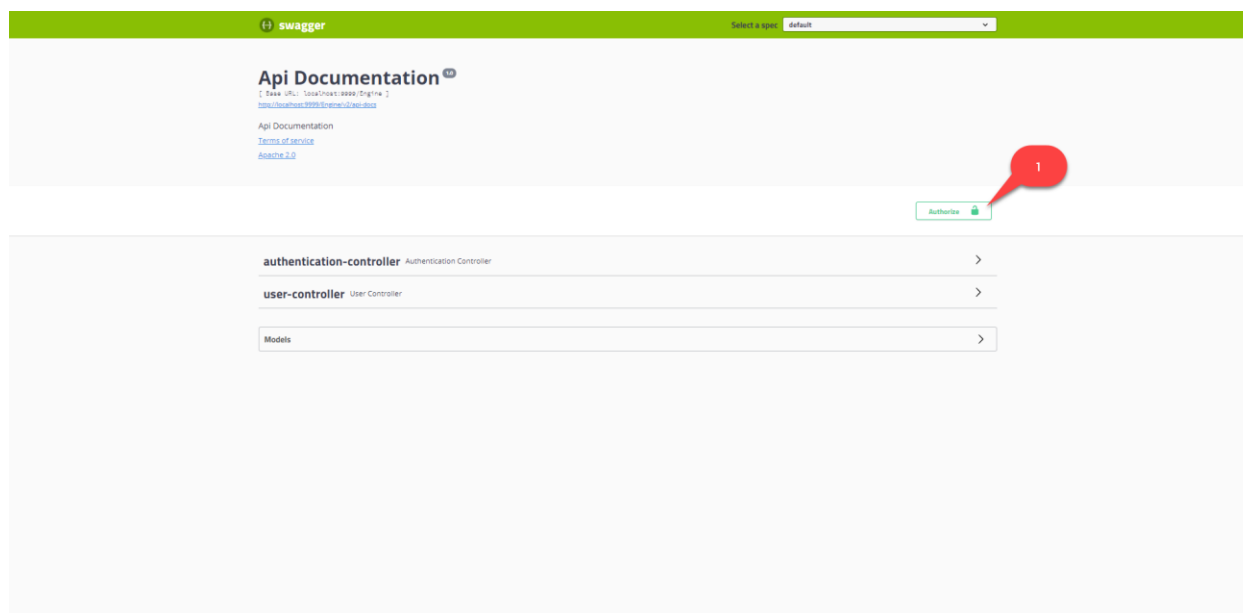 swagger
Select a spec default
Api Documentation 1.0
[ Base URL: localhost:9999/Engine ]
http://localhost:9999/Engine/v2/api-docs
Api Documentation
Terms of service
Apache 2.0
1
Authorize
authentication-controller Authentication Controller
user-controller User Controller
Models